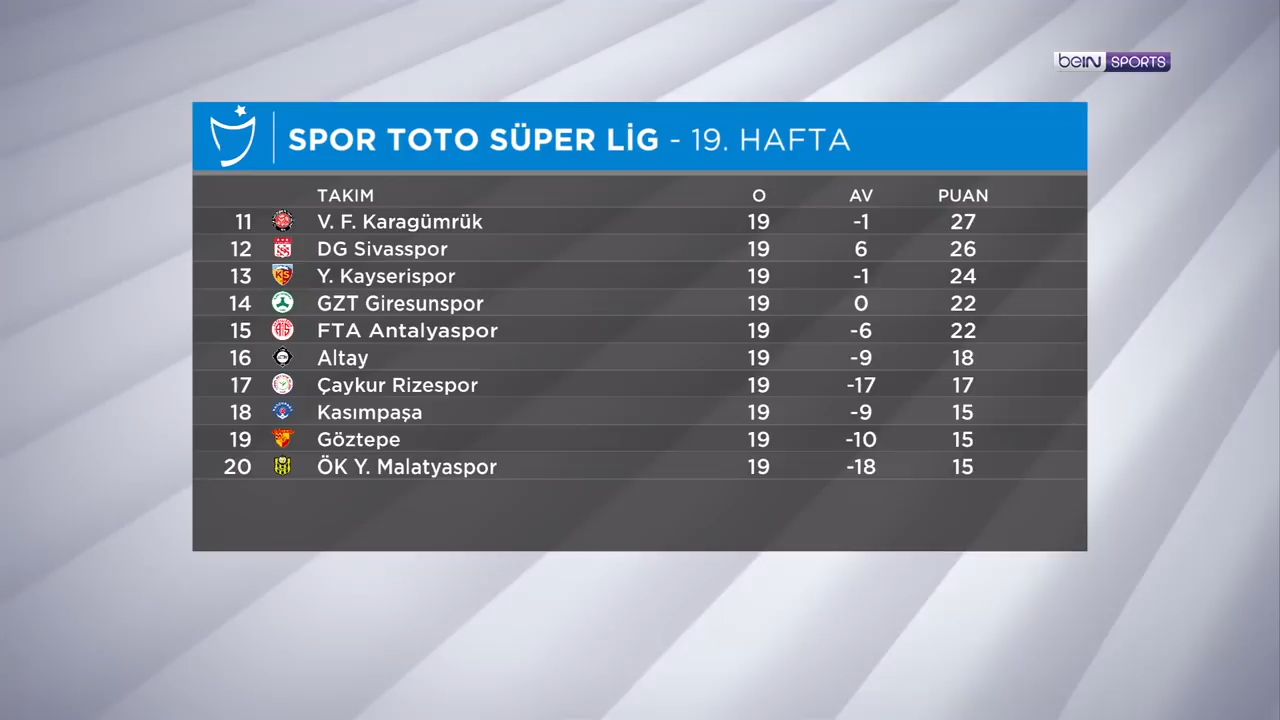 beIN SPORTS
SPOR TOTO SÜPER LİG - 19. HAFTA
TAKIM O AV PUAN
11 V. F. Karagümrük 19 -1 27
12 DG Sivasspor 19 6 26
13 Y. Kayserispor 19 -1 24
14 GZT Giresunspor 19 0 22
15 FTA Antalyaspor 19 -6 22
16 Altay 19 -9 18
17 Çaykur Rizespor 19 -17 17
18 Kasımpaşa 19 -9 15
19 Göztepe 19 -10 15
20 ÖK Y. Malatyaspor 19 -18 15